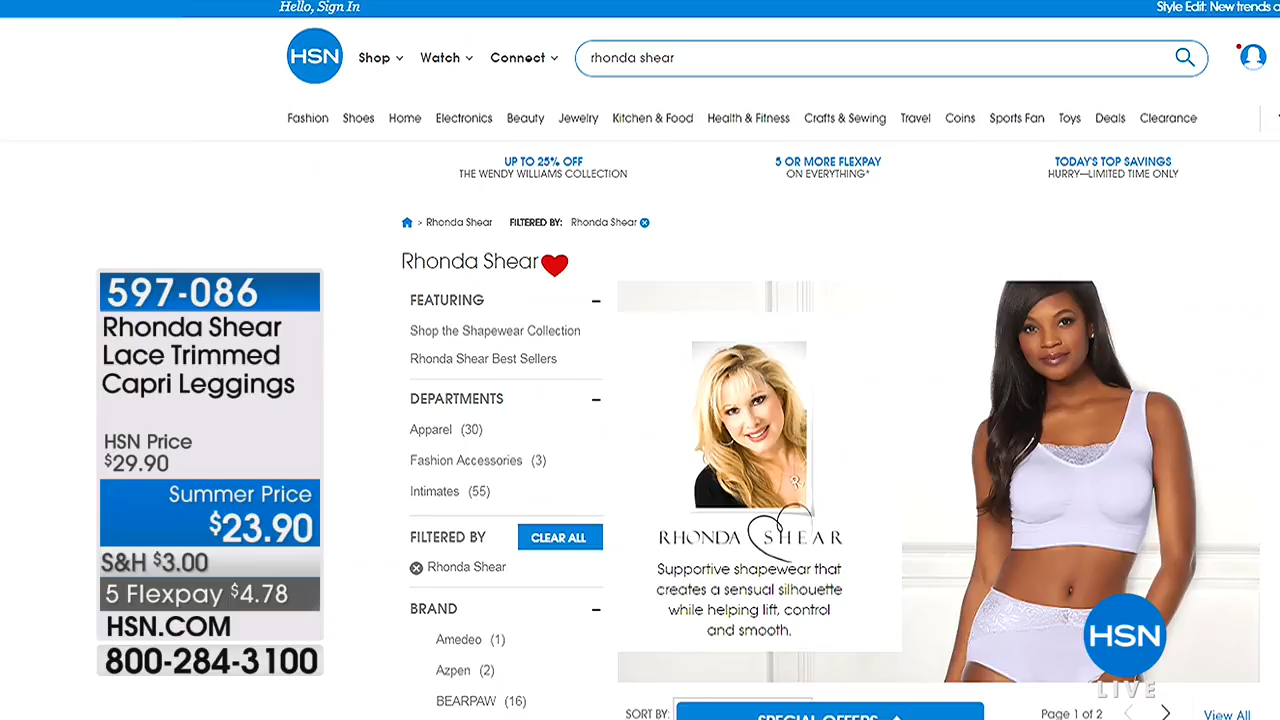 Hello, Sign In
Style Edit: New trends
HSN
Shop
Watch
Connect
rhonda shear
Fashion
Shoes
Home
Electronics
Beauty
Jewelry
Kitchen & Food
Health & Fitness
Crafts & Sewing
Travel
Coins
Sports Fan
Toys
Deals
Clearance
UP TO 25% OFF
THE WENDY WILLIAMS COLLECTION
5 OR MORE FLEXPAY
ON EVERYTHING*
TODAY'S TOP SAVINGS
HURRY—LIMITED TIME ONLY
> Rhonda Shear
FILTERED BY: Rhonda Shear
Rhonda Shear
597-086
Rhonda Shear
Lace Trimmed
Capri Leggings
HSN Price
$29.90
Summer Price
$23.90
S&H $3.00
5 Flexpay $4.78
HSN.COM
800-284-3100
FEATURING
Shop the Shapewear Collection
Rhonda Shear Best Sellers
DEPARTMENTS
Apparel (30)
Fashion Accessories (3)
Intimates (55)
FILTERED BY
CLEAR ALL
Rhonda Shear
BRAND
Amedeo (1)
Azpen (2)
BEARPAW (16)
RHONDA SHEAR
Supportive shapewear that
creates a sensual silhouette
while helping lift, control
and smooth.
HSN
LIVE
SORT BY:
SPECIAL OFFERS
Page 1 of 2
View All